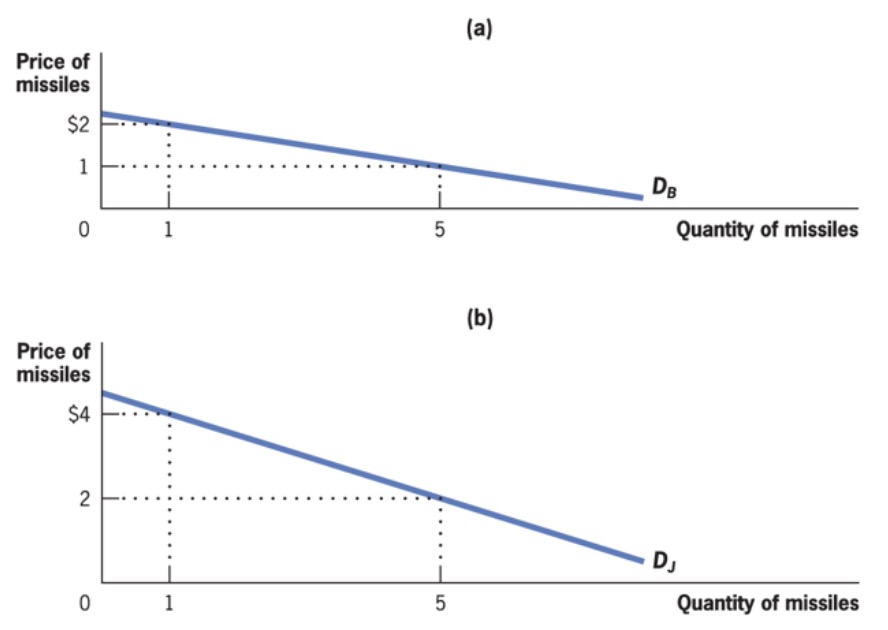 (a)
Price of
missiles
$2
1
D_B
0
1
5
Quantity of missiles
(b)
Price of
missiles
$4
2
D_J
0
1
5
Quantity of missiles